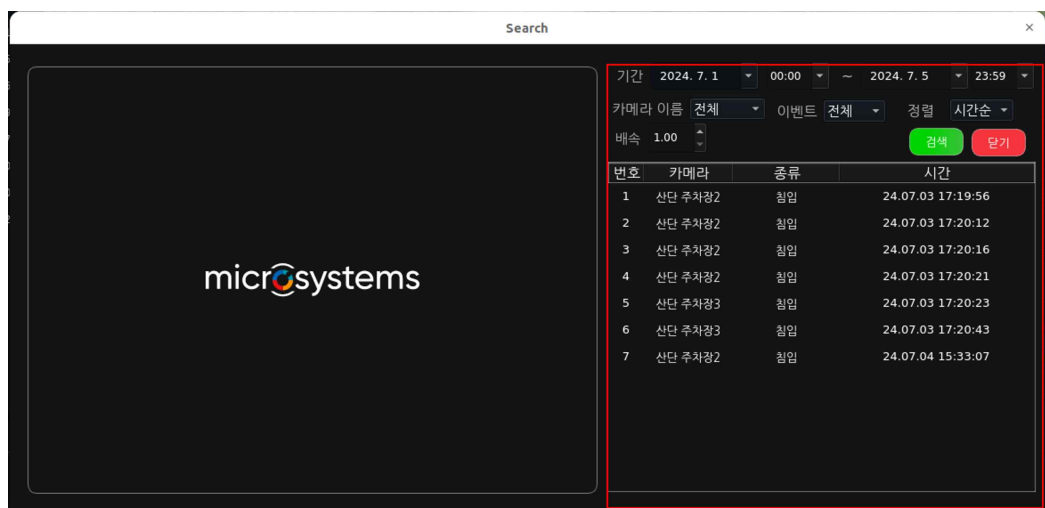 Search
×
기간 2024. 7. 1 00:00 ~ 2024. 7. 5 23:59
카메라 이름 전체 이벤트 전체 정렬 시간순
배속 1.00 검색 닫기
microsystems
번호 카메라 종류 시간
1 산단 주차장2 침입 24.07.03 17:19:56
2 산단 주차장2 침입 24.07.03 17:20:12
3 산단 주차장2 침입 24.07.03 17:20:16
4 산단 주차장2 침입 24.07.03 17:20:21
5 산단 주차장3 침입 24.07.03 17:20:23
6 산단 주차장3 침입 24.07.03 17:20:43
7 산단 주차장2 침입 24.07.04 15:33:07